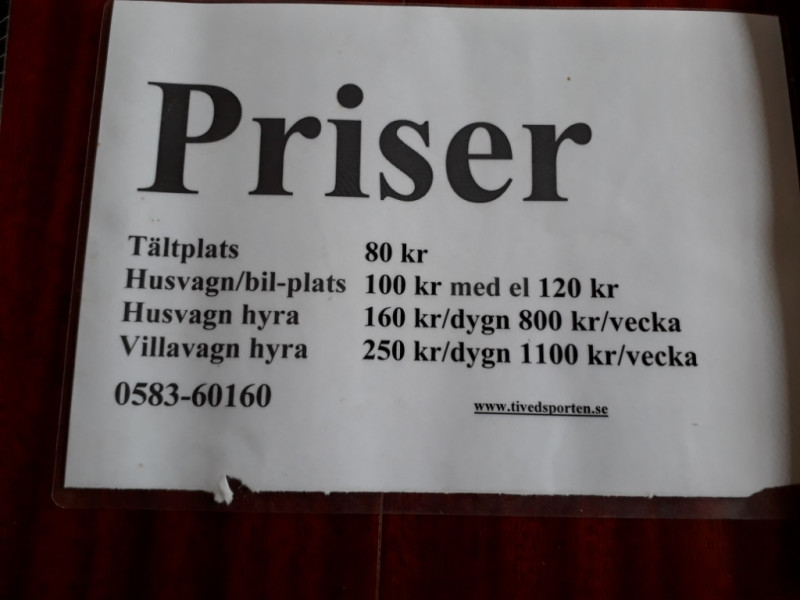 Priser
Tältplats 80 kr
Husvagn/bil-plats 100 kr med el 120 kr
Husvagn hyra 160 kr/dygn 800 kr/vecka
Villavagn hyra 250 kr/dygn 1100 kr/vecka
0583-60160 www.tivedsporten.se